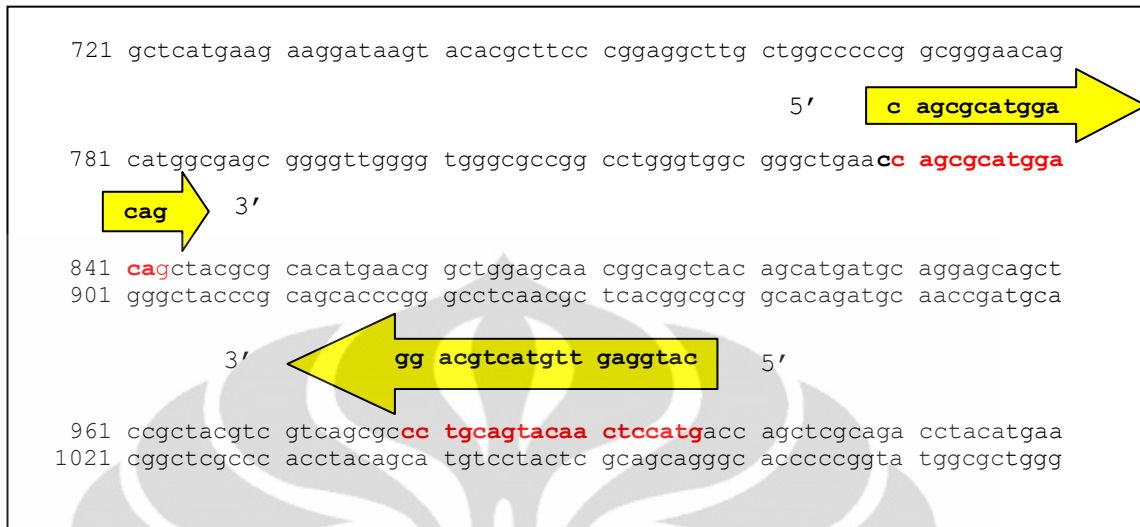 721 gctcatgaag aaggataagt acacgcttcc cggaggcttg ctggcccccg gcgggaacag
5’ c agcgcatgga
781 catggcgagc ggggttgggg tgggcgccgg cctgggtggc gggctgaacc agcgcatgga
cag 3’
841 cagctacgcg cacatgaacg gctggagcaa cggcagctac agcatgatgc aggagcagct
901 gggctacccg cagcacccgg gcctcaacgc tcacggcgcg gcacagatgc aaccgatgca
3’ gg acgtcatgtt gaggtac 5’
961 ccgctacgtc gtcagcgccc tgcagtacaa ctccatgacc agctcgcaga cctacatgaa
1021 cggctcgccc acctacagca tgtcctactc gcagcagggc acccccggta tggcgctggg